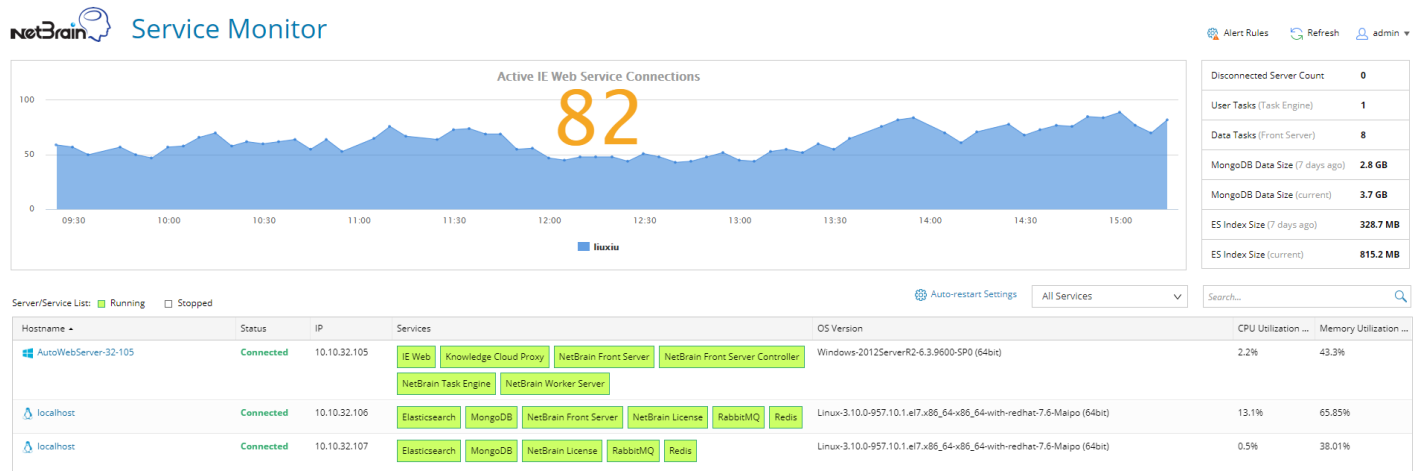 NetBrain Service Monitor
Alert Rules Refresh admin
Active IE Web Service Connections
82
100
50
0
09:30 10:00 10:30 11:00 11:30 12:00 12:30 13:00 13:30 14:00 14:30 15:00
liuxiu
Disconnected Server Count 0
User Tasks (Task Engine) 1
Data Tasks (Front Server) 8
MongoDB Data Size (7 days ago) 2.8 GB
MongoDB Data Size (current) 3.7 GB
ES Index Size (7 days ago) 328.7 MB
ES Index Size (current) 815.2 MB
Server/Service List: Running Stopped
Auto-restart Settings All Services Search...
Hostname Status IP Services OS Version CPU Utilization ... Memory Utilization ...
AutoWebServer-32-105 Connected 10.10.32.105 IE Web Knowledge Cloud Proxy NetBrain Front Server NetBrain Front Server Controller Windows-2012ServerR2-6.3.9600-SP0 (64bit) 2.2% 43.3%
NetBrain Task Engine NetBrain Worker Server
localhost Connected 10.10.32.106 Elasticsearch MongoDB NetBrain Front Server NetBrain License RabbitMQ Redis Linux-3.10.0-957.10.1.el7.x86_64-x86_64-with-redhat-7.6-Maipo (64bit) 13.1% 65.85%
localhost Connected 10.10.32.107 Elasticsearch MongoDB NetBrain License RabbitMQ Redis Linux-3.10.0-957.10.1.el7.x86_64-x86_64-with-redhat-7.6-Maipo (64bit) 0.5% 38.01%